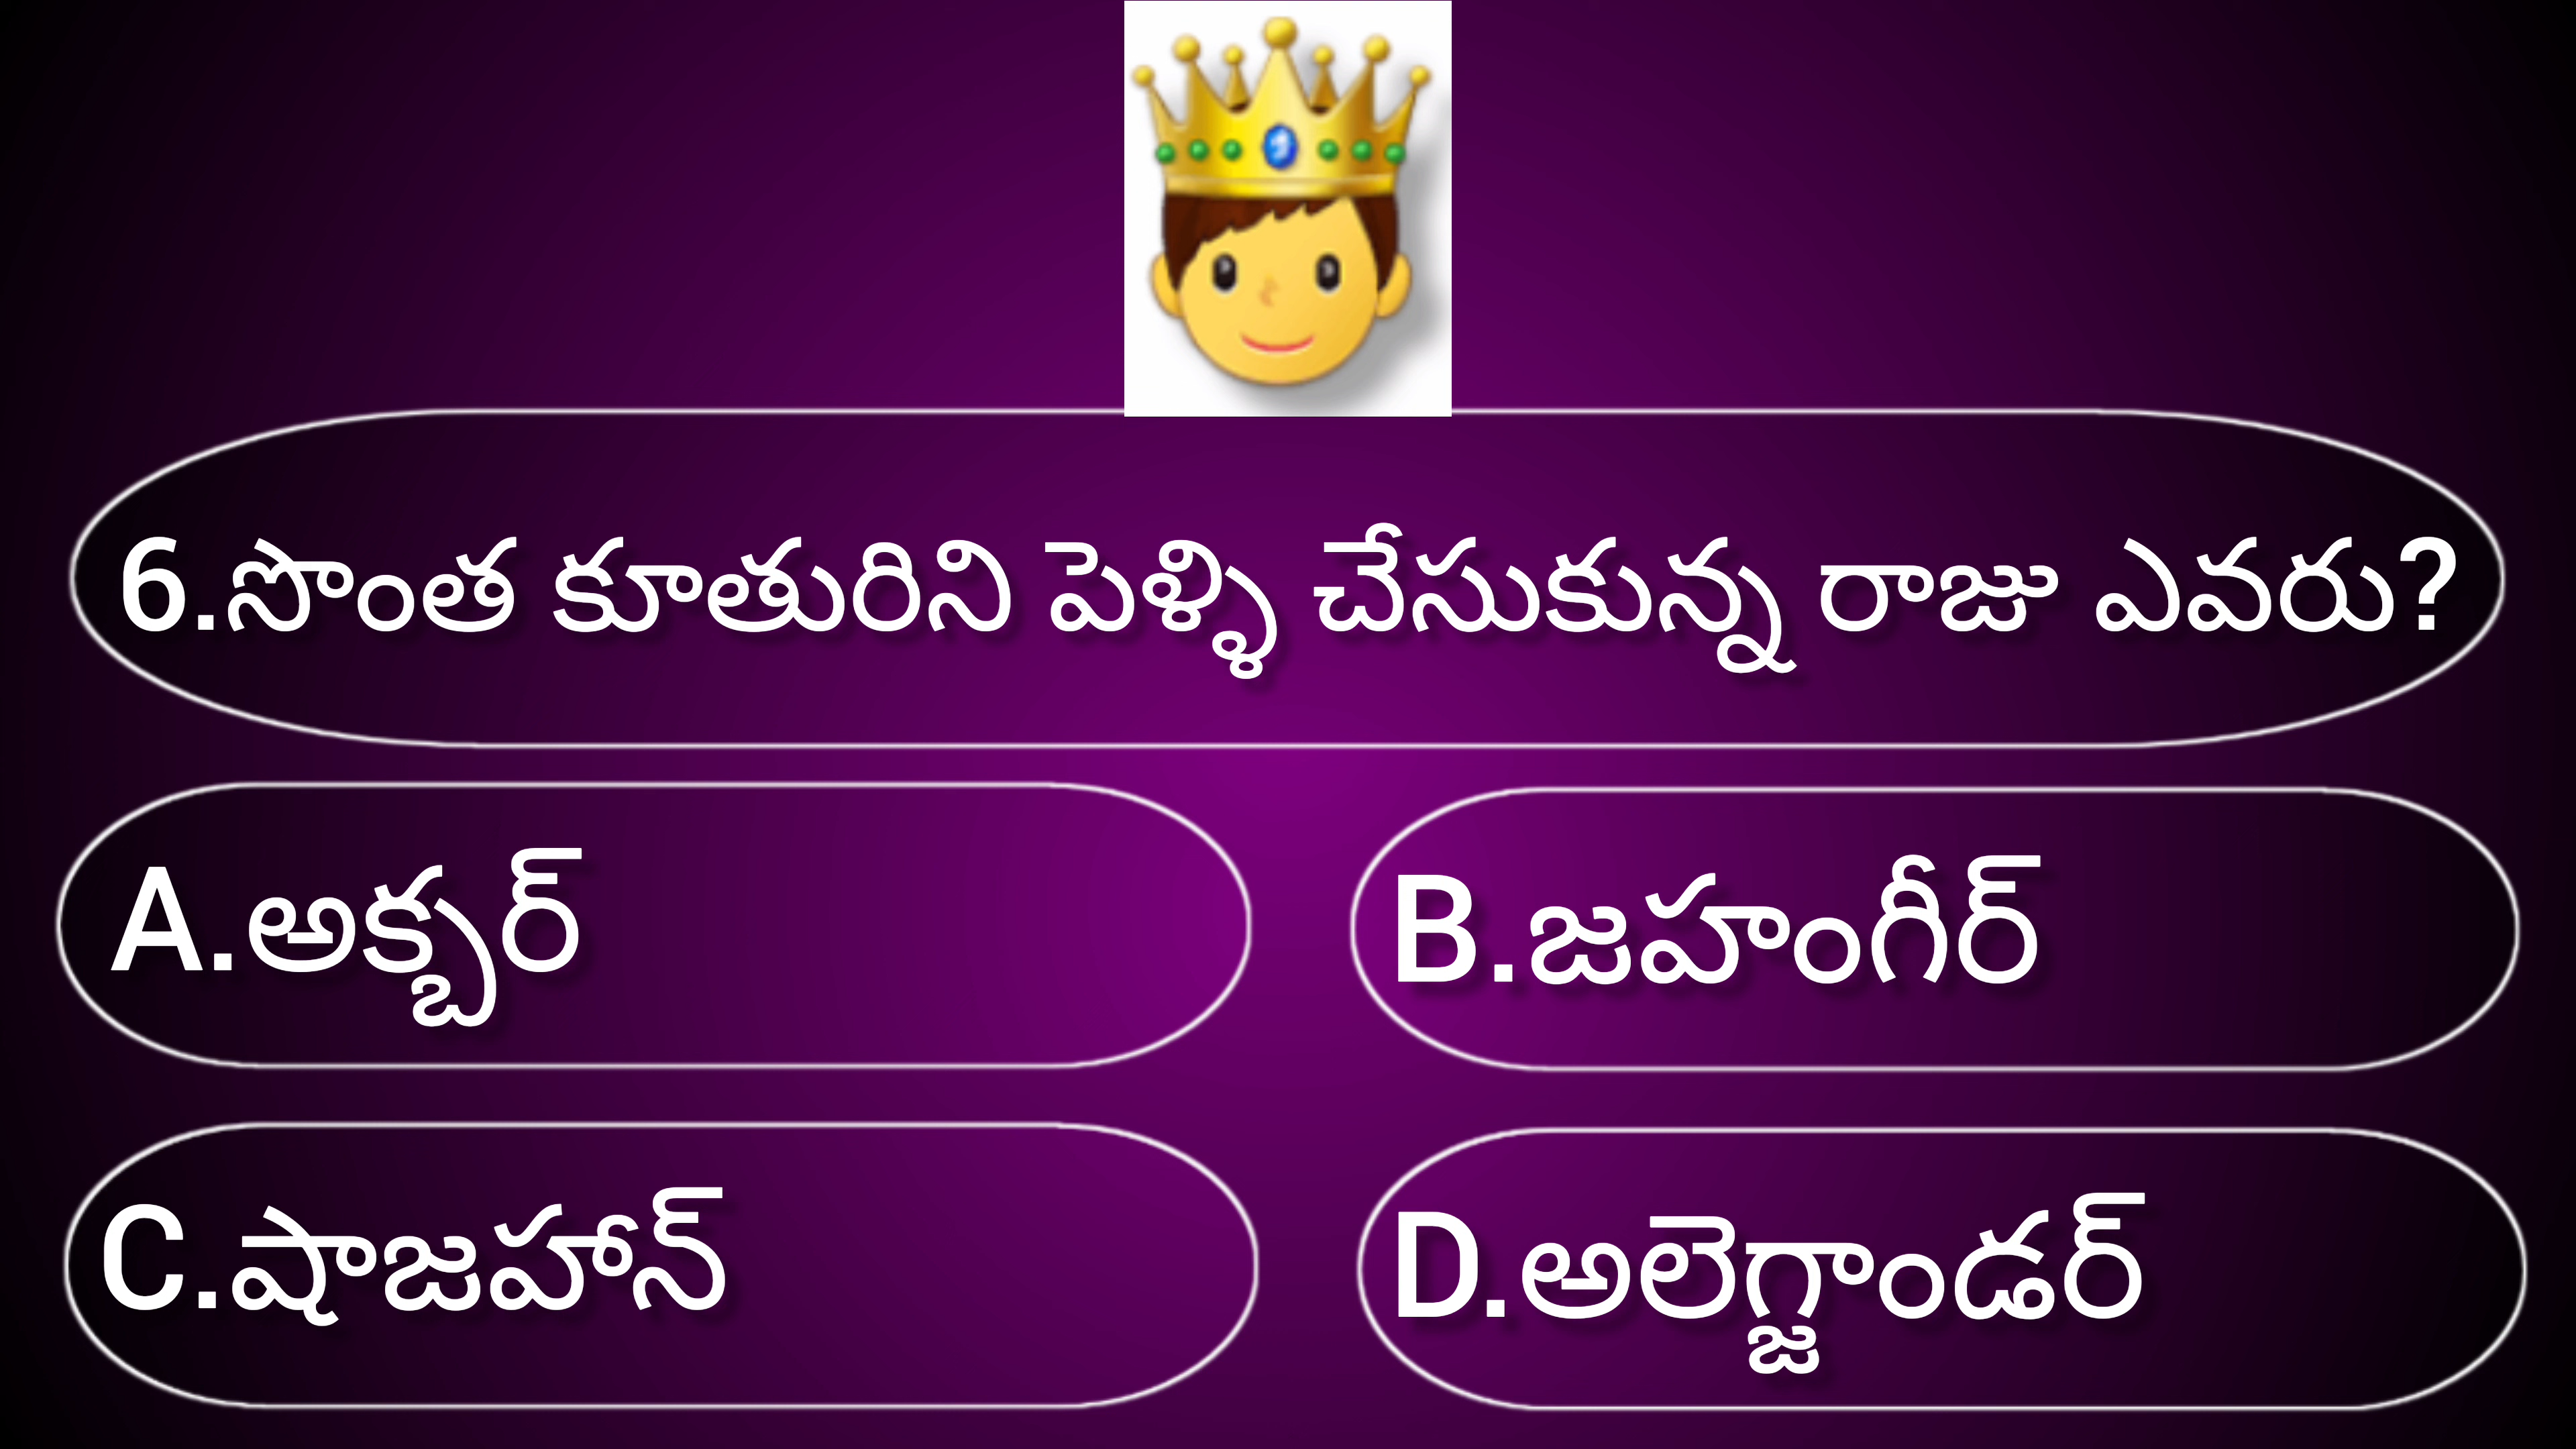 6.సొంత కూతురిని పెళ్ళి చేసుకున్న రాజు ఎవరు?
A.అక్బర్
B.జహంగీర్
C.షాజహాన్
D.అలెగ్జాండర్